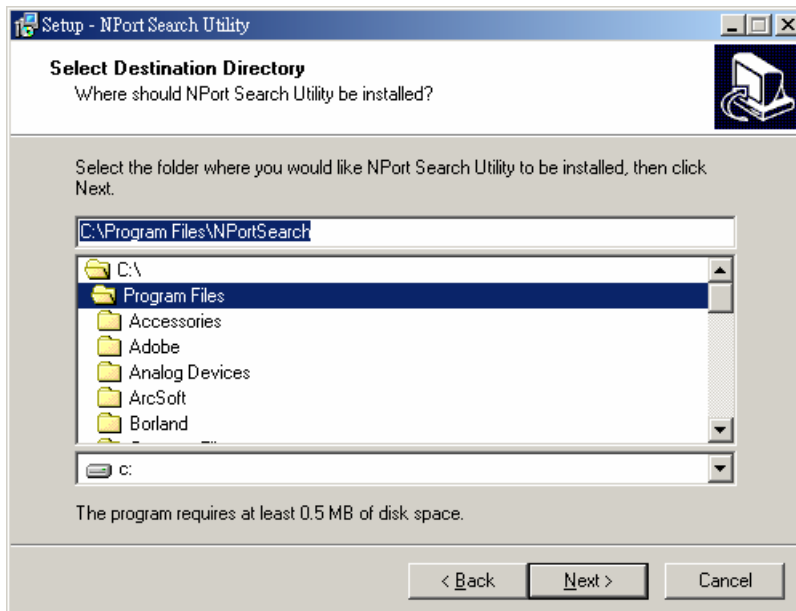 Setup - NPort Search Utility
Select Destination Directory
Where should NPort Search Utility be installed?
Select the folder where you would like NPort Search Utility to be installed, then click
Next.
C:\Program Files\NPortSearch
C:\
Program Files
Accessories
Adobe
Analog Devices
ArcSoft
Borland
c:
The program requires at least 0.5 MB of disk space.
< Back
Next >
Cancel